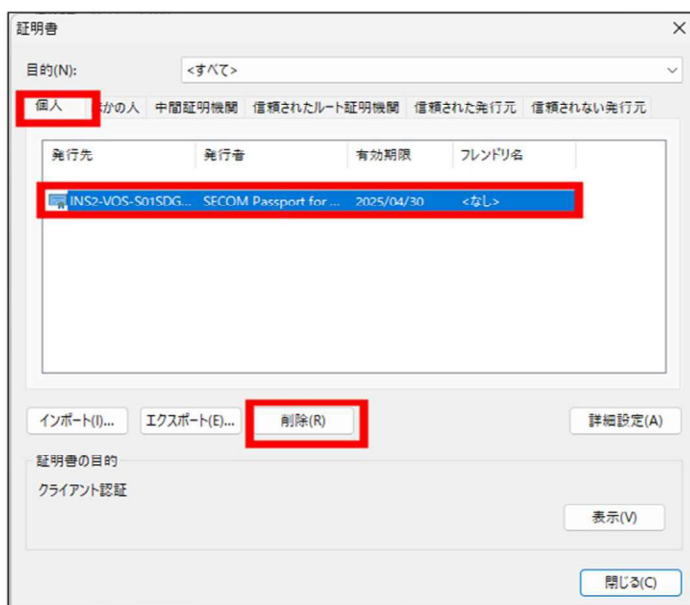 証明書
目的(N): <すべて>
個人 ほかの人 中間証明機関 信頼されたルート証明機関 信頼された発行元 信頼されない発行元
発行先 発行者 有効期限 フレンドリ名
INS2-VOS-S01SDG... SECOM Passport for ... 2025/04/30 <なし>
インポート(I)... エクスポート(E)... 削除(R) 詳細設定(A)
証明書の目的
クライアント認証
表示(V)
閉じる(C)